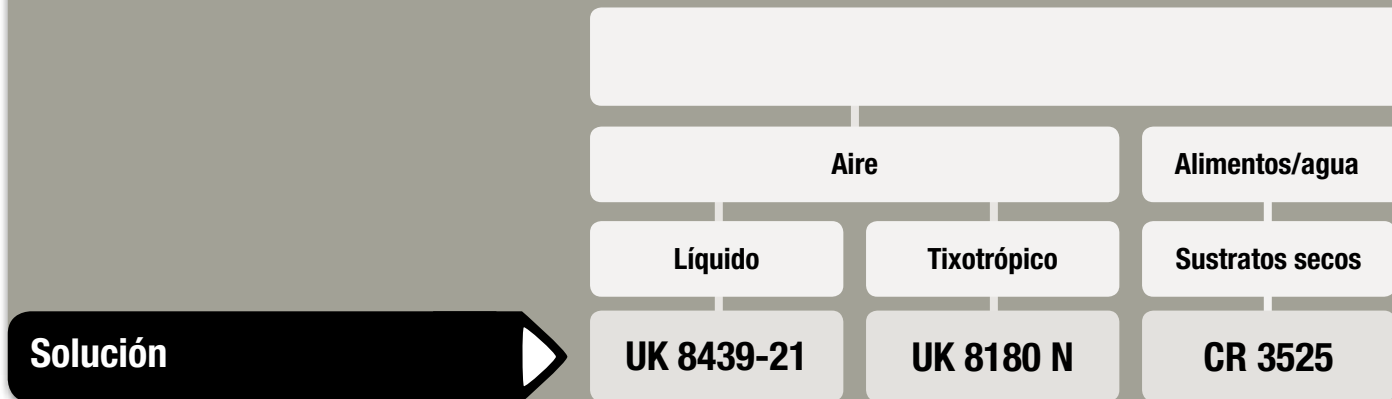 Aire
Alimentos/agua
Líquido
Tixotrópico
Sustratos secos
Solución
UK 8439-21
UK 8180 N
CR 3525